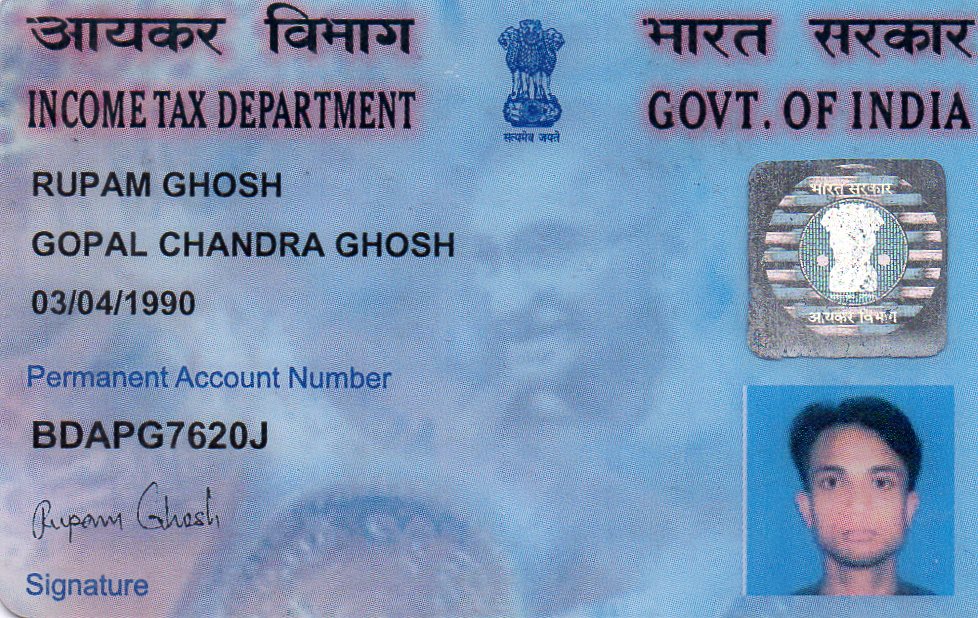 आयकर विभाग
भारत सरकार
INCOME TAX DEPARTMENT
GOVT. OF INDIA
सत्यमेव जयते
RUPAM GHOSH
भारत सरकार
GOPAL CHANDRA GHOSH
03/04/1990
आयकर विभाग
Permanent Account Number
BDAPG7620J
Rupam Ghosh
Signature